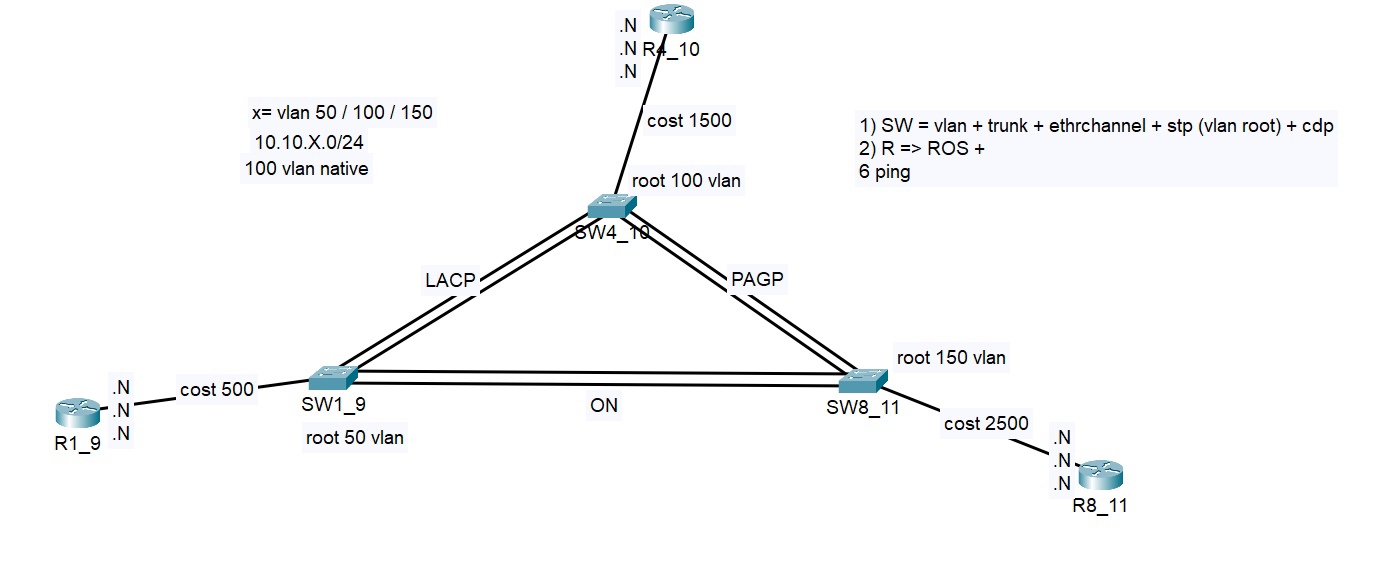 .N
.N R4_10
.N
x= vlan 50 / 100 / 150
10.10.X.0/24
100 vlan native
cost 1500
1) SW = vlan + trunk + ethrchannel + stp (vlan root) + cdp
2) R => ROS +
6 ping
root 100 vlan
SW4_10
LACP
PAGP
root 150 vlan
SW8_11
cost 500
.N
.N
.N
R1_9
SW1_9
root 50 vlan
ON
cost 2500
.N
.N
.N
R8_11